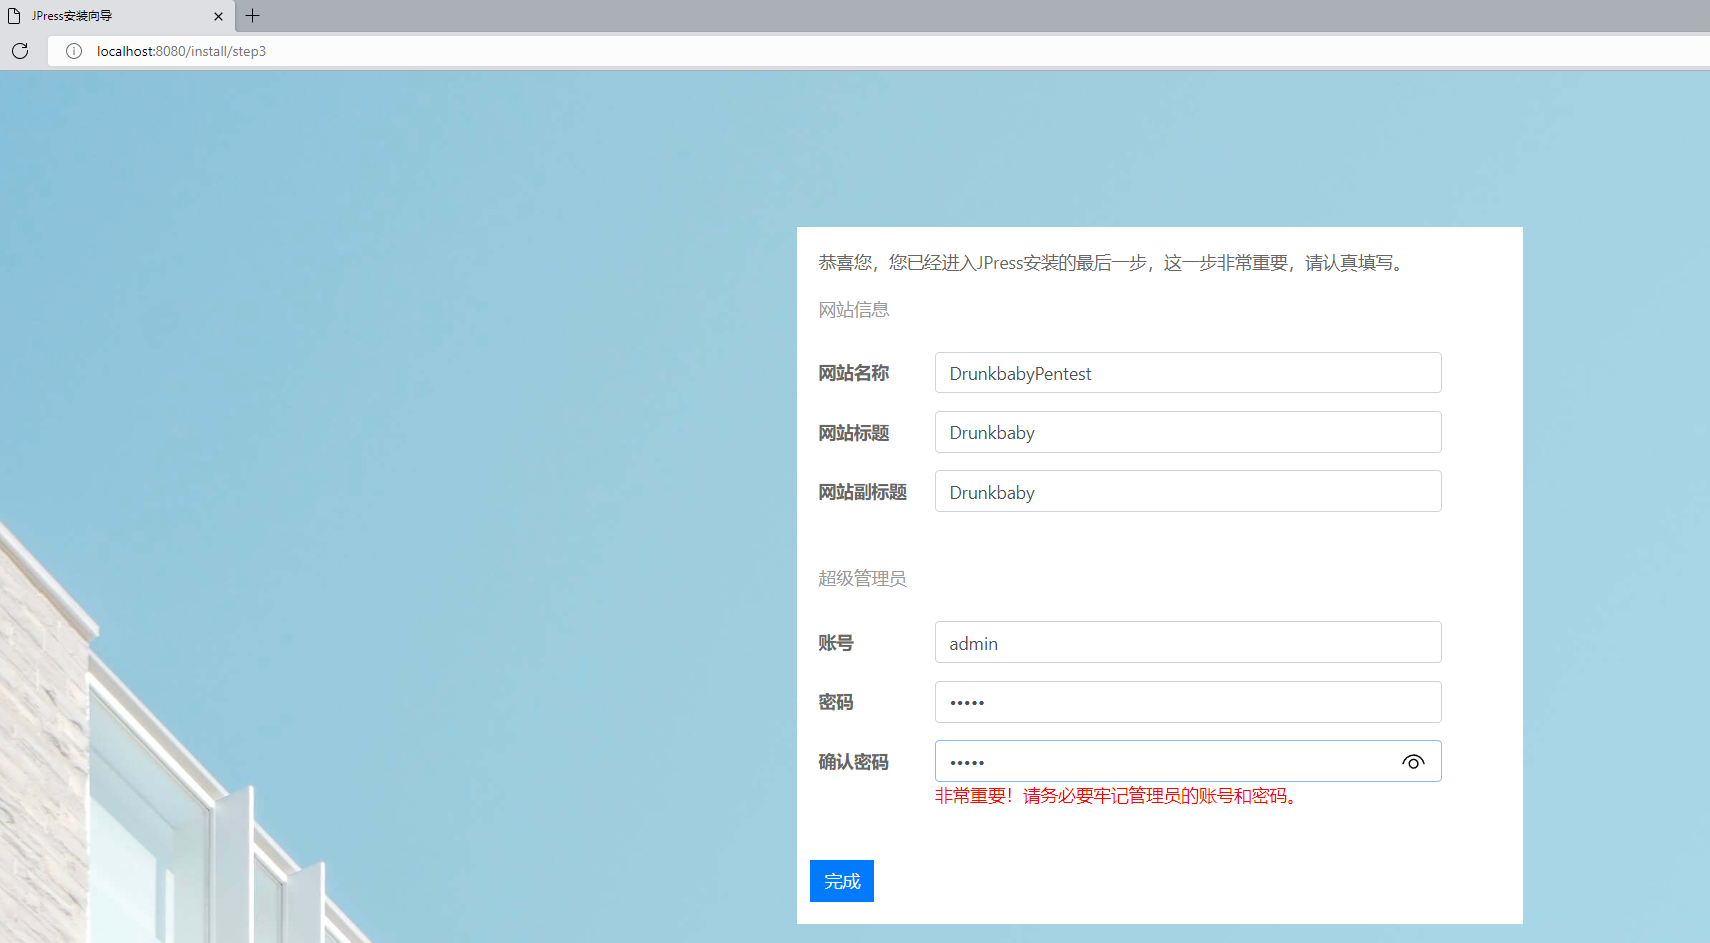 JPress安装向导
localhost:8080/install/step3
恭喜您，您已经进入JPress安装的最后一步，这一步非常重要，请认真填写。
网站信息
网站名称 DrunkbabyPentest
网站标题 Drunkbaby
网站副标题 Drunkbaby
超级管理员
账号 admin
密码 •••••
确认密码 •••••
非常重要！请务必要牢记管理员的账号和密码。
完成